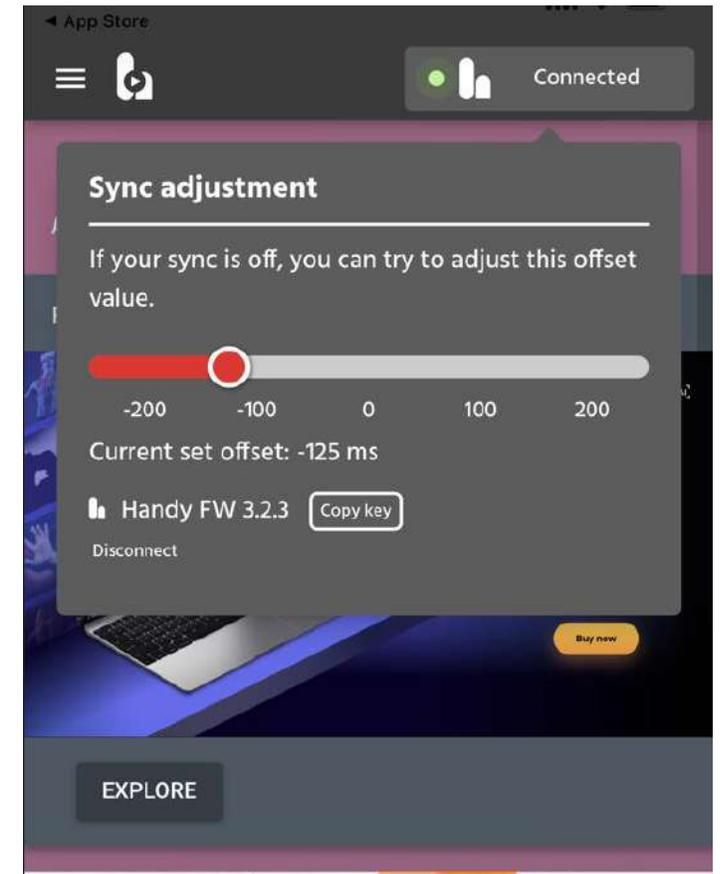 ◄ App Store
Connected
Sync adjustment
If your sync is off, you can try to adjust this offset
value.
-200 -100 0 100 200
Current set offset: -125 ms
Handy FW 3.2.3 Copy key
Disconnect
Buy now
EXPLORE